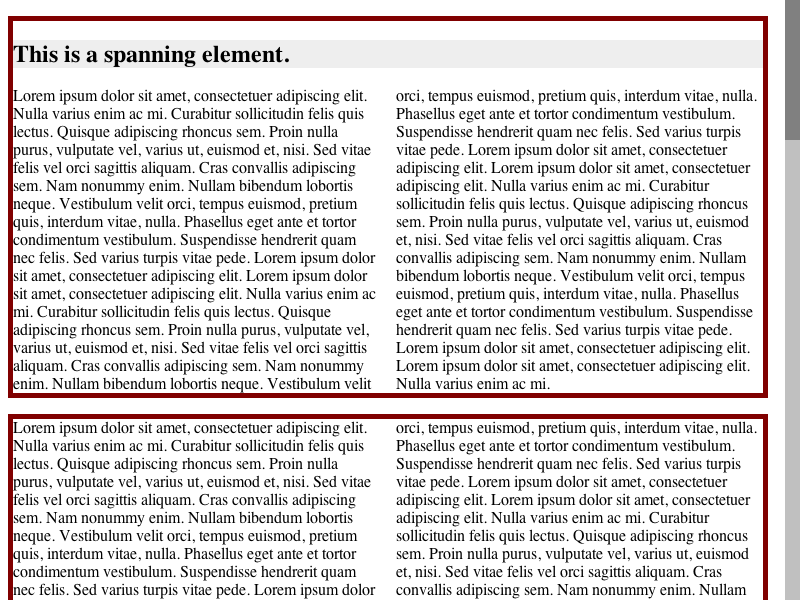 This is a spanning element.
Lorem ipsum dolor sit amet, consectetuer adipiscing elit.
Nulla varius enim ac mi. Curabitur sollicitudin felis quis
lectus. Quisque adipiscing rhoncus sem. Proin nulla
purus, vulputate vel, varius ut, euismod et, nisi. Sed vitae
felis vel orci sagittis aliquam. Cras convallis adipiscing
sem. Nam nonummy enim. Nullam bibendum lobortis
neque. Vestibulum velit orci, tempus euismod, pretium
quis, interdum vitae, nulla. Phasellus eget ante et tortor
condimentum vestibulum. Suspendisse hendrerit quam
nec felis. Sed varius turpis vitae pede. Lorem ipsum dolor
sit amet, consectetuer adipiscing elit. Lorem ipsum dolor
sit amet, consectetuer adipiscing elit. Nulla varius enim ac
mi. Curabitur sollicitudin felis quis lectus. Quisque
adipiscing rhoncus sem. Proin nulla purus, vulputate vel,
varius ut, euismod et, nisi. Sed vitae felis vel orci sagittis
aliquam. Cras convallis adipiscing sem. Nam nonummy
enim. Nullam bibendum lobortis neque. Vestibulum velit
orci, tempus euismod, pretium quis, interdum vitae, nulla.
Phasellus eget ante et tortor condimentum vestibulum.
Suspendisse hendrerit quam nec felis. Sed varius turpis
vitae pede. Lorem ipsum dolor sit amet, consectetuer
adipiscing elit. Lorem ipsum dolor sit amet, consectetuer
adipiscing elit. Nulla varius enim ac mi. Curabitur
sollicitudin felis quis lectus. Quisque adipiscing rhoncus
sem. Proin nulla purus, vulputate vel, varius ut, euismod
et, nisi. Sed vitae felis vel orci sagittis aliquam. Cras
convallis adipiscing sem. Nam nonummy enim. Nullam
bibendum lobortis neque. Vestibulum velit orci, tempus
euismod, pretium quis, interdum vitae, nulla. Phasellus
eget ante et tortor condimentum vestibulum. Suspendisse
hendrerit quam nec felis. Sed varius turpis vitae pede.
Lorem ipsum dolor sit amet, consectetuer adipiscing elit.
Lorem ipsum dolor sit amet, consectetuer adipiscing elit.
Nulla varius enim ac mi.
Lorem ipsum dolor sit amet, consectetuer adipiscing elit.
Nulla varius enim ac mi. Curabitur sollicitudin felis quis
lectus. Quisque adipiscing rhoncus sem. Proin nulla
purus, vulputate vel, varius ut, euismod et, nisi. Sed vitae
felis vel orci sagittis aliquam. Cras convallis adipiscing
sem. Nam nonummy enim. Nullam bibendum lobortis
neque. Vestibulum velit orci, tempus euismod, pretium
quis, interdum vitae, nulla. Phasellus eget ante et tortor
condimentum vestibulum. Suspendisse hendrerit quam
nec felis. Sed varius turpis vitae pede. Lorem ipsum dolor
orci, tempus euismod, pretium quis, interdum vitae, nulla.
Phasellus eget ante et tortor condimentum vestibulum.
Suspendisse hendrerit quam nec felis. Sed varius turpis
vitae pede. Lorem ipsum dolor sit amet, consectetuer
adipiscing elit. Lorem ipsum dolor sit amet, consectetuer
adipiscing elit. Nulla varius enim ac mi. Curabitur
sollicitudin felis quis lectus. Quisque adipiscing rhoncus
sem. Proin nulla purus, vulputate vel, varius ut, euismod
et, nisi. Sed vitae felis vel orci sagittis aliquam. Cras
convallis adipiscing sem. Nam nonummy enim. Nullam